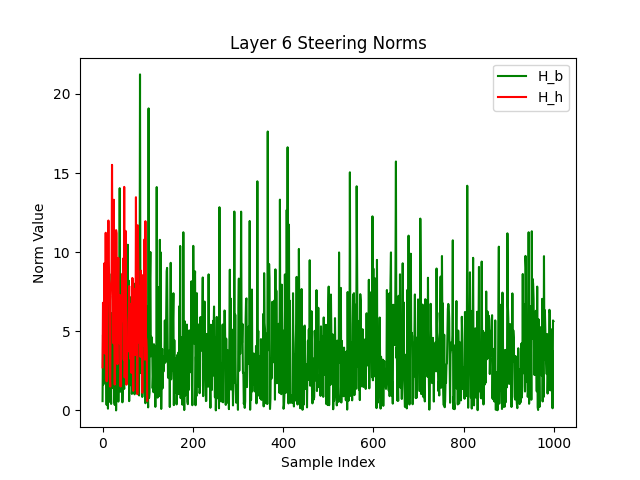 Layer 6 Steering Norms
H_b
H_h
Norm Value
20
15
10
5
0
0 200 400 600 800 1000
Sample Index